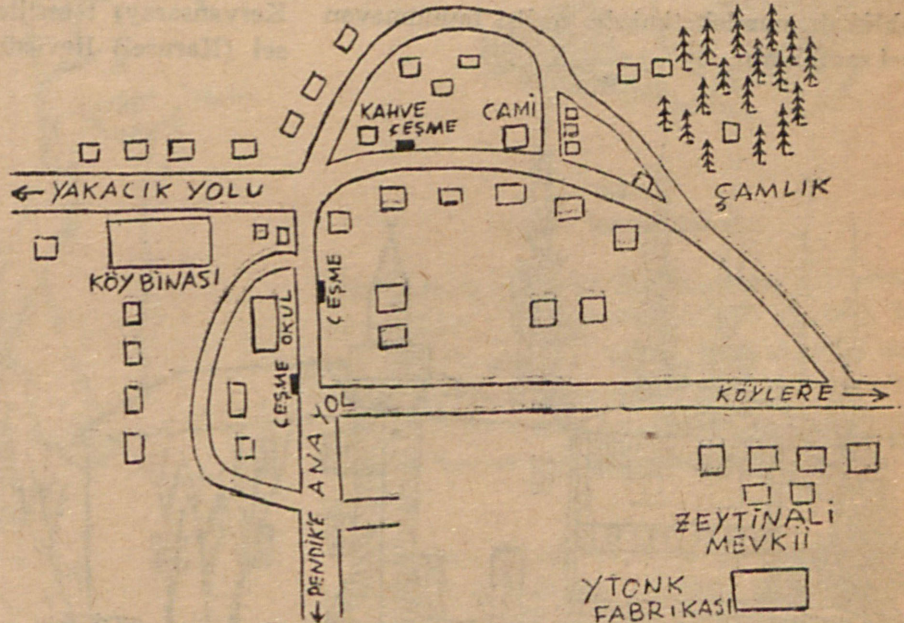 KAHVE
ÇEŞME
CAMİ
← YAKACIK YOLU
ÇAMLIK
KÖY BİNASI
ÇEŞME
OKUL
ÇEŞME
KÖYLERE →
← PENDİKE ANA YOL
ZEYTİNALİ
MEVKİİ
YTONK
FABRİKASI